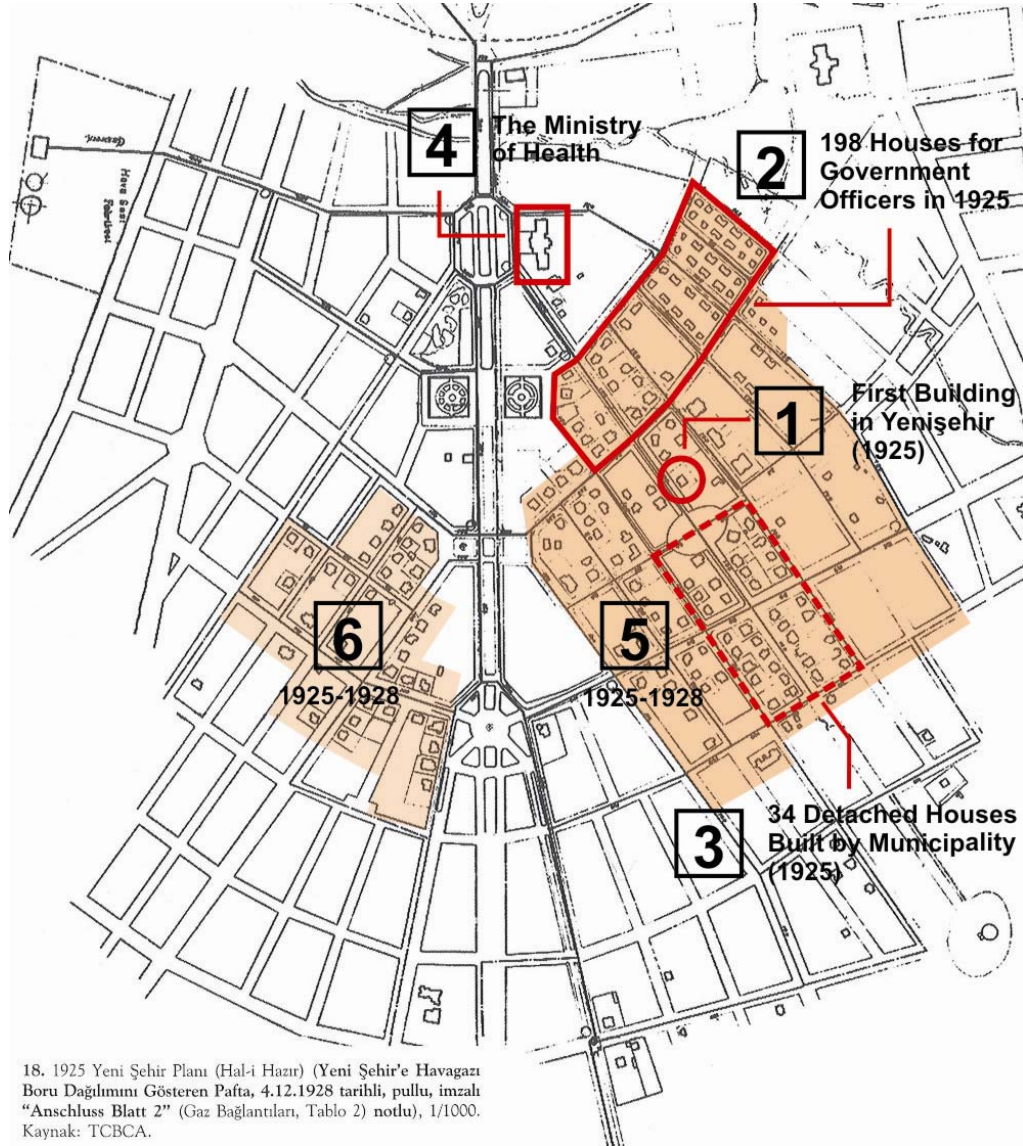 4
The Ministry
of Health
2
198 Houses for
Government
Officers in 1925
1
First Building
in Yenişehir
(1925)
6
1925-1928
5
1925-1928
3
34 Detached Houses
Built by Municipality
(1925)
18. 1925 Yeni Şehir Planı (Hal-i Hazır) (Yeni Şehir'e Havagazı
Boru Dağılımını Gösteren Pafta, 4.12.1928 tarihli, pullu, imzalı
"Anschluss Blatt 2" (Gaz Bağlantıları, Tablo 2) notlu), 1/1000.
Kaynak: TCBCA.